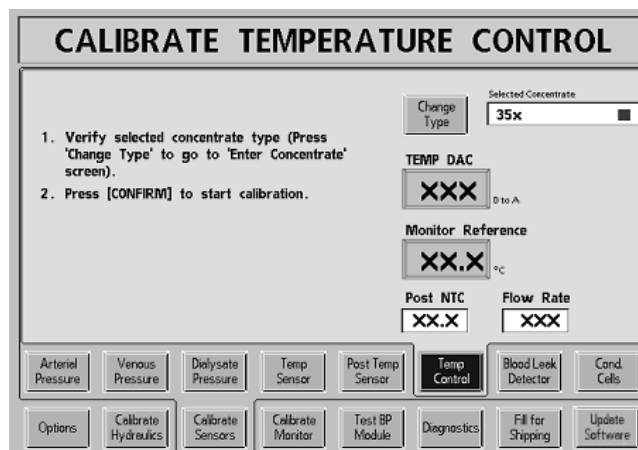 CALIBRATE TEMPERATURE CONTROL
Change
Type
Selected Concentrate
35x
1. Verify selected concentrate type (Press
'Change Type' to go to 'Enter Concentrate'
screen).
2. Press [CONFIRM] to start calibration.
TEMP DAC
XXX
D to A
Monitor Reference
XX.X
°C
Post NTC
Flow Rate
XX.X
XXX
Arterial
Pressure
Venous
Pressure
Dialysate
Pressure
Temp
Sensor
Post Temp
Sensor
Temp
Control
Blood Leak
Detector
Cond.
Cells
Options
Calibrate
Hydraulics
Calibrate
Sensors
Calibrate
Monitor
Test BP
Module
Diagnostics
Fill for
Shipping
Update
Software